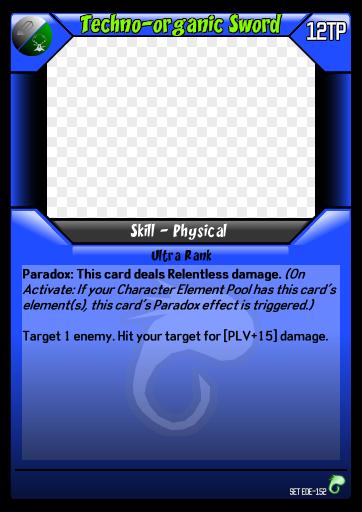 Techno-organic Sword
12TP
Skill - Physical
Ultra Rank
Paradox: This card deals Relentless damage. (On
Activate: If your Character Element Pool has this card's
element(s), this card's Paradox effect is triggered.)
Target 1 enemy. Hit your target for [PLV+15] damage.
SET EOE-152